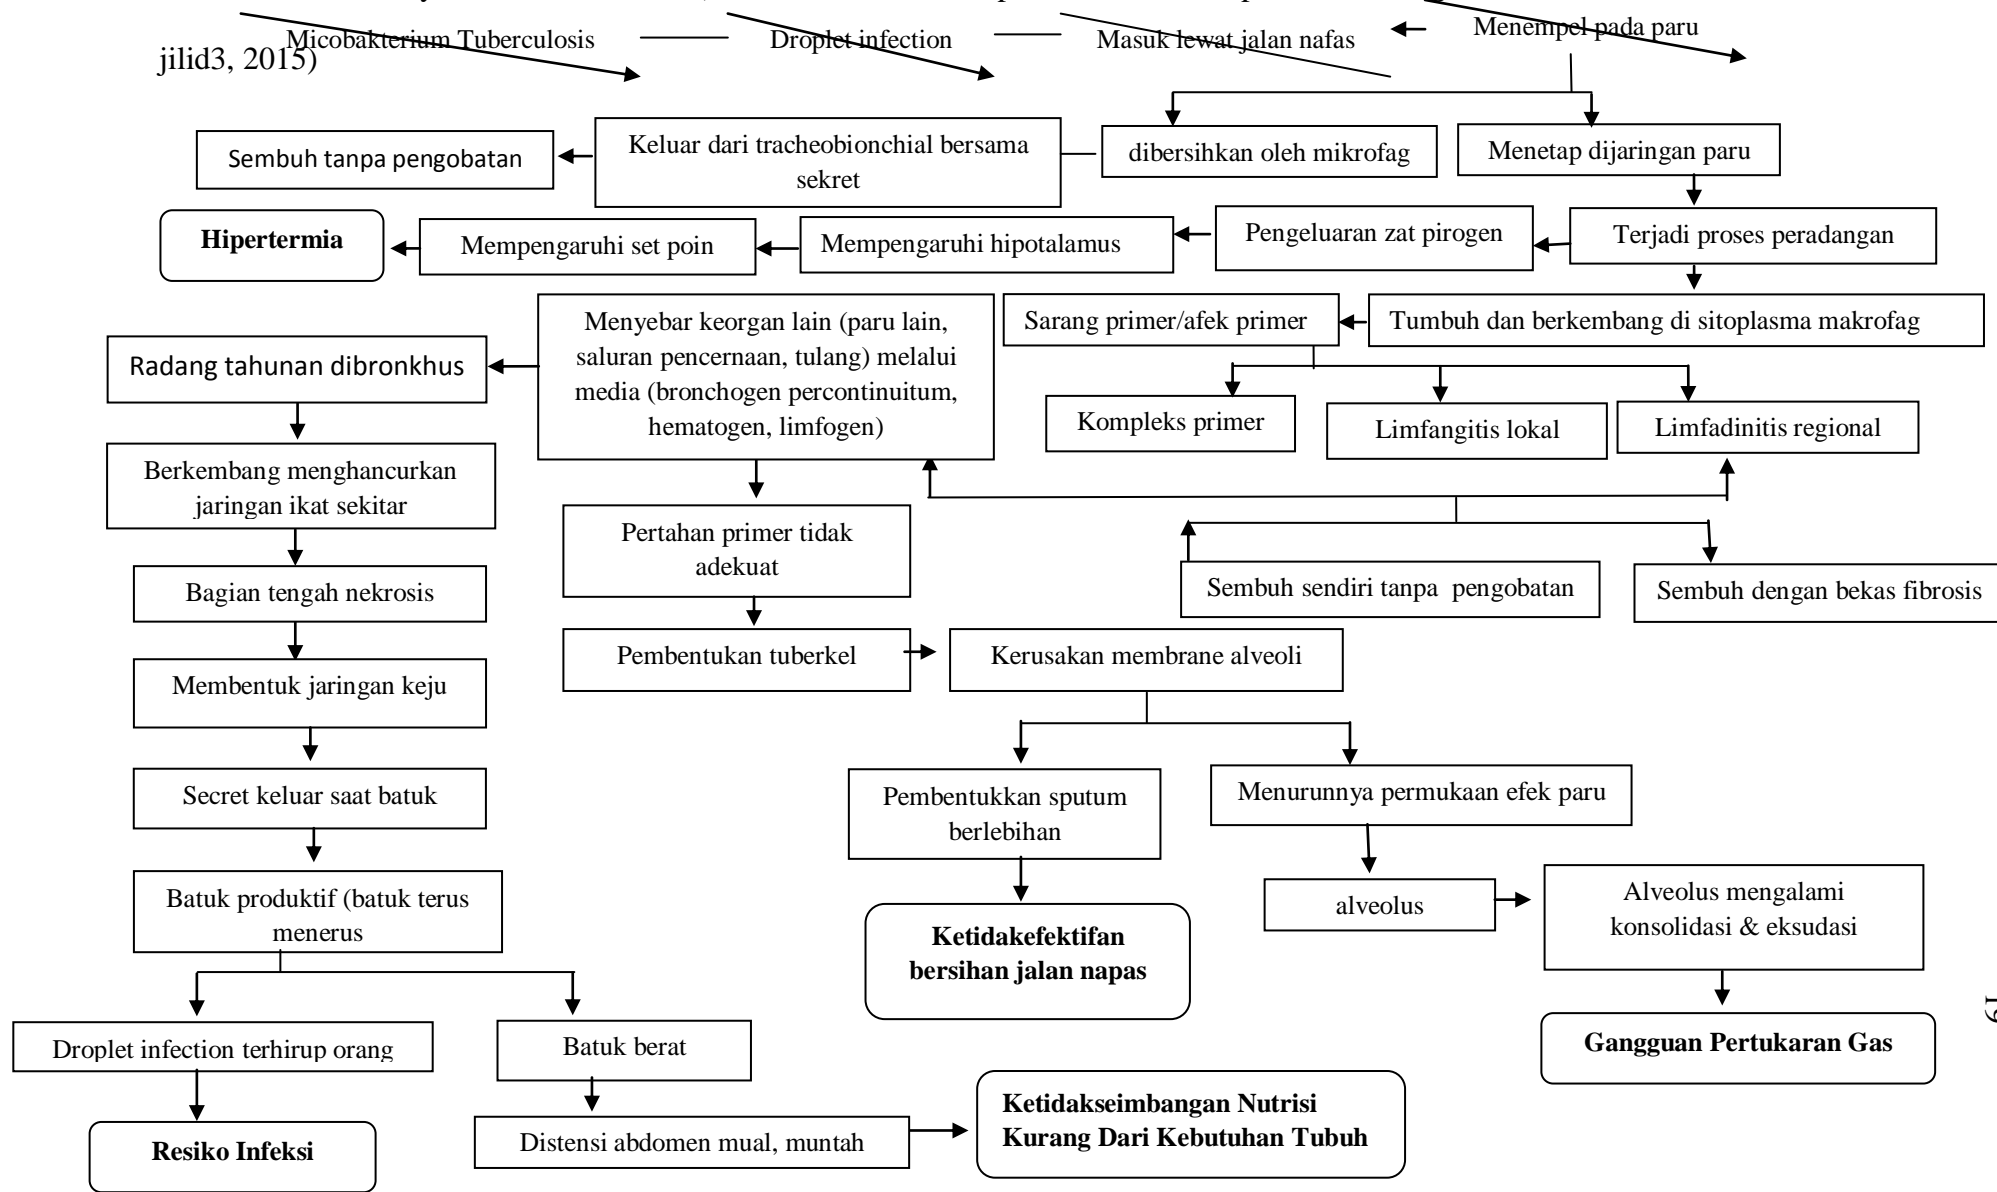 Micobakterium Tuberculosis
Droplet infection
Masuk lewat jalan nafas
Menempel pada paru
jilid3, 2015)
Sembuh tanpa pengobatan
Keluar dari tracheobionchial bersama
sekret
dibersihkan oleh mikrofag
Menetap dijaringan paru
Hipertermia
Mempengaruhi set poin
Mempengaruhi hipotalamus
Pengeluaran zat pirogen
Terjadi proses peradangan
Radang tahunan dibronkhus
Menyebar keorgan lain (paru lain,
saluran pencernaan, tulang) melalui
media (bronchogen percontinuitum,
hematogen, limfogen)
Sarang primer/afek primer
Tumbuh dan berkembang di sitoplasma makrofag
Kompleks primer
Limfangitis lokal
Limfadinitis regional
Berkembang menghancurkan
jaringan ikat sekitar
Pertahan primer tidak
adekuat
Bagian tengah nekrosis
Sembuh sendiri tanpa  pengobatan
Sembuh dengan bekas fibrosis
Membentuk jaringan keju
Pembentukan tuberkel
Kerusakan membrane alveoli
Secret keluar saat batuk
Pembentukkan sputum
berlebihan
Menurunnya permukaan efek paru
Batuk produktif (batuk terus
menerus
Ketidakefektifan
bersihan jalan napas
alveolus
Alveolus mengalami
konsolidasi & eksudasi
Droplet infection terhirup orang
Batuk berat
Gangguan Pertukaran Gas
Resiko Infeksi
Distensi abdomen mual, muntah
Ketidakseimbangan Nutrisi
Kurang Dari Kebutuhan Tubuh